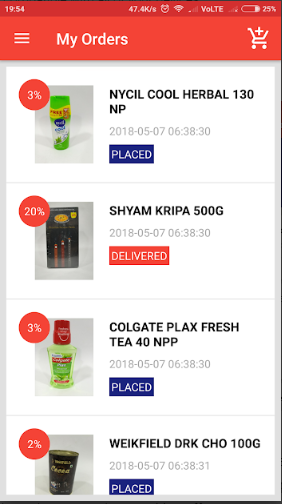 19:54
47.4K/s VoLTE
My Orders
3%
NYCIL COOL HERBAL 130
NP
2018-05-07 06:38:30
PLACED
20%
SHYAM KRIPA 500G
2018-05-07 06:38:30
DELIVERED
3%
COLGATE PLAX FRESH
TEA 40 NPP
2018-05-07 06:38:30
PLACED
2%
WEIKFIELD DRK CHO 100G
2018-05-07 06:38:31
PLACED